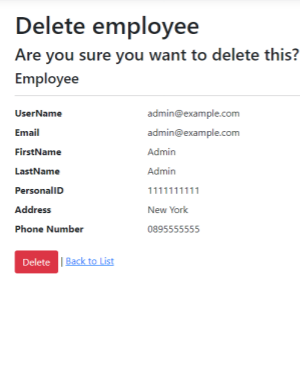 Delete employee
Are you sure you want to delete this?
Employee
UserName admin@example.com
Email admin@example.com
FirstName Admin
LastName Admin
PersonalID 1111111111
Address New York
Phone Number 0895555555
Delete | Back to List